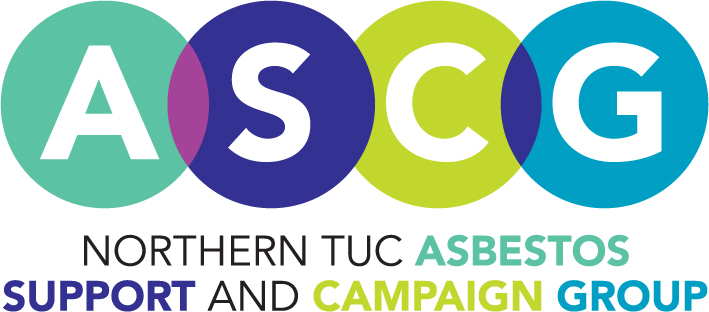 ASCG
NORTHERN TUC ASBESTOS
SUPPORT AND CAMPAIGN GROUP